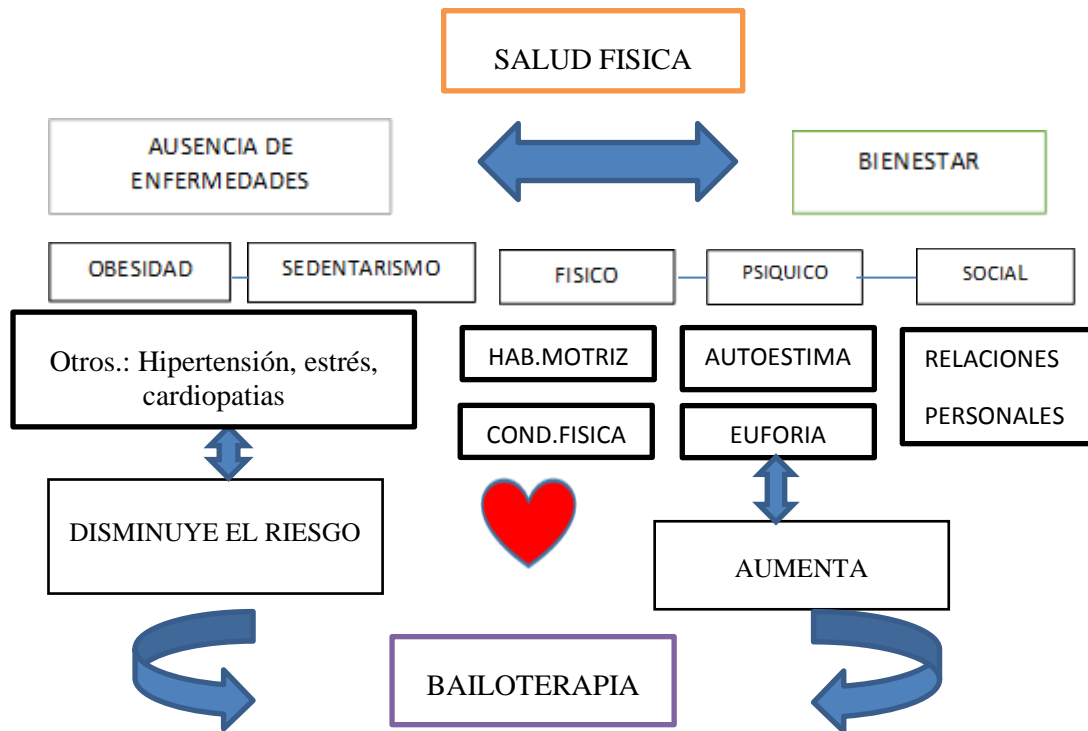 SALUD FISICA
AUSENCIA DE
ENFERMEDADES
BIENESTAR
OBESIDAD
SEDENTARISMO
FISICO
PSIQUICO
SOCIAL
Otros.: Hipertensión, estrés,
cardiopatias
HAB.MOTRIZ
AUTOESTIMA
RELACIONES
PERSONALES
COND.FISICA
EUFORIA
DISMINUYE EL RIESGO
AUMENTA
BAILOTERAPIA